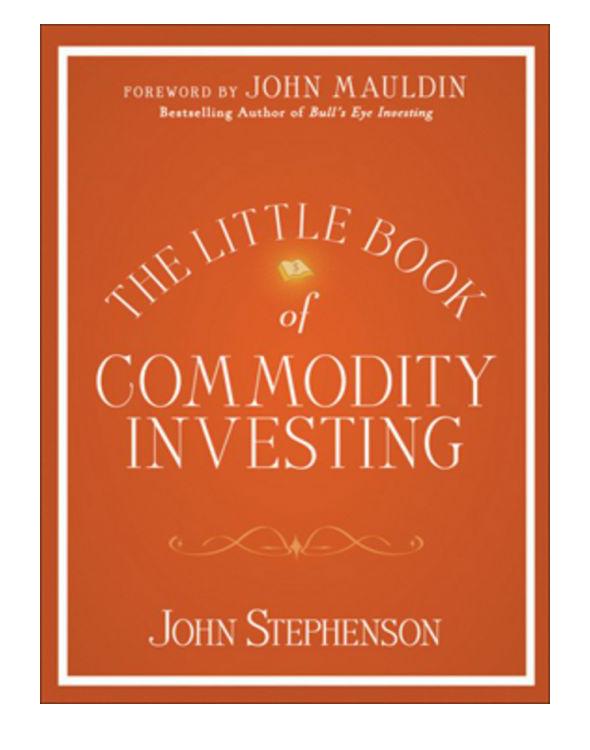 FOREWORD BY JOHN MAULDIN
Bestselling Author of Bull's Eye Investing
THE LITTLE BOOK
of
COMMODITY
INVESTING
JOHN STEPHENSON